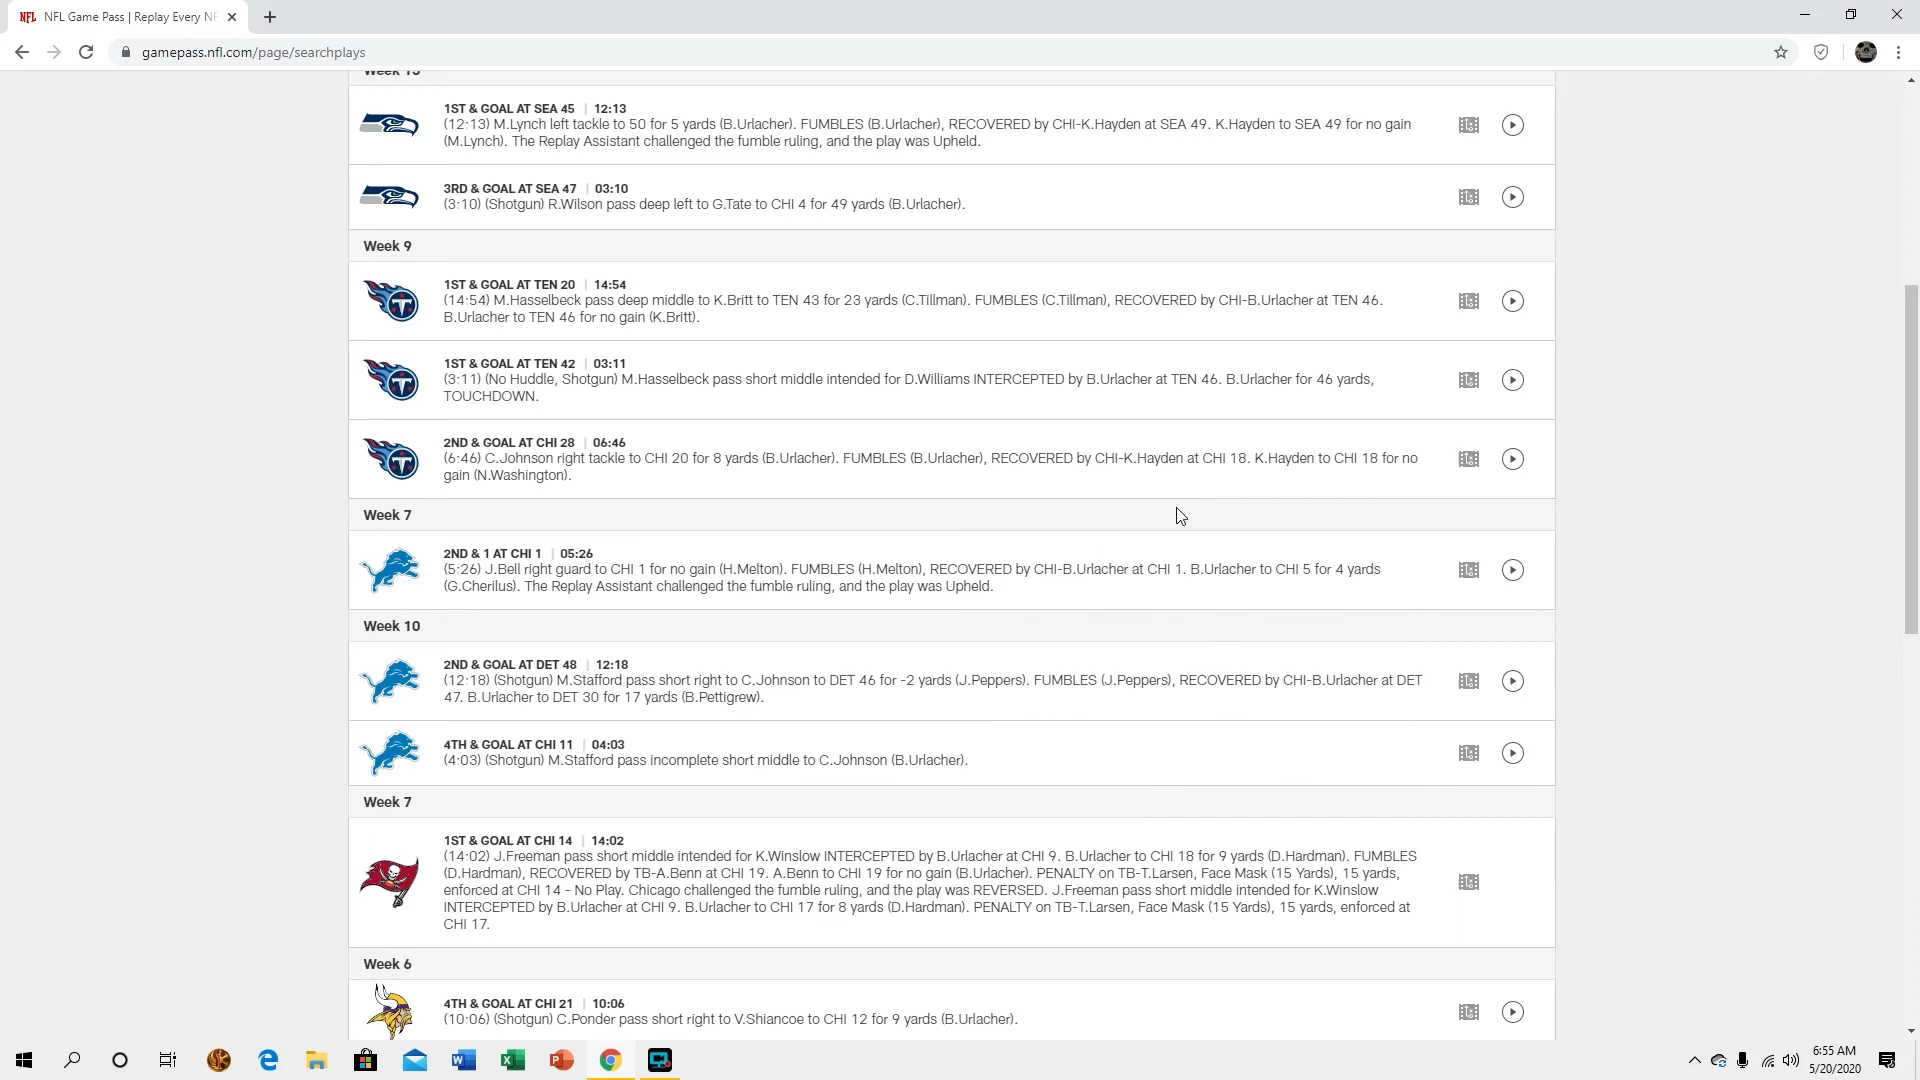 NFL Game Pass | Replay Every NF
gamepass.nfl.com/page/searchplays
Week 13
1ST & GOAL AT SEA 45 | 12:13
(12:13) M.Lynch left tackle to 50 for 5 yards (B.Urlacher). FUMBLES (B.Urlacher), RECOVERED by CHI-K.Hayden at SEA 49. K.Hayden to SEA 49 for no gain
(M.Lynch). The Replay Assistant challenged the fumble ruling, and the play was Upheld.
3RD & GOAL AT SEA 47 | 03:10
(3:10) (Shotgun) R.Wilson pass deep left to G.Tate to CHI 4 for 49 yards (B.Urlacher).
Week 9
1ST & GOAL AT TEN 20 | 14:54
(14:54) M.Hasselbeck pass deep middle to K.Britt to TEN 43 for 23 yards (C.Tillman). FUMBLES (C.Tillman), RECOVERED by CHI-B.Urlacher at TEN 46.
B.Urlacher to TEN 46 for no gain (K.Britt).
1ST & GOAL AT TEN 42 | 03:11
(3:11) (No Huddle, Shotgun) M.Hasselbeck pass short middle intended for D.Williams INTERCEPTED by B.Urlacher at TEN 46. B.Urlacher for 46 yards,
TOUCHDOWN.
2ND & GOAL AT CHI 28 | 06:46
(6:46) C.Johnson right tackle to CHI 20 for 8 yards (B.Urlacher). FUMBLES (B.Urlacher), RECOVERED by CHI-K.Hayden at CHI 18. K.Hayden to CHI 18 for no
gain (N.Washington).
Week 7
2ND & 1 AT CHI 1 | 05:26
(5:26) J.Bell right guard to CHI 1 for no gain (H.Melton). FUMBLES (H.Melton), RECOVERED by CHI-B.Urlacher at CHI 1. B.Urlacher to CHI 5 for 4 yards
(G.Cherilus). The Replay Assistant challenged the fumble ruling, and the play was Upheld.
Week 10
2ND & GOAL AT DET 48 | 12:18
(12:18) (Shotgun) M.Stafford pass short right to C.Johnson to DET 46 for -2 yards (J.Peppers). FUMBLES (J.Peppers), RECOVERED by CHI-B.Urlacher at DET
47. B.Urlacher to DET 30 for 17 yards (B.Pettigrew).
4TH & GOAL AT CHI 11 | 04:03
(4:03) (Shotgun) M.Stafford pass incomplete short middle to C.Johnson (B.Urlacher).
Week 7
1ST & GOAL AT CHI 14 | 14:02
(14:02) J.Freeman pass short middle intended for K.Winslow INTERCEPTED by B.Urlacher at CHI 9. B.Urlacher to CHI 18 for 9 yards (D.Hardman). FUMBLES
(D.Hardman), RECOVERED by TB-A.Benn at CHI 19. A.Benn to CHI 19 for no gain (B.Urlacher). PENALTY on TB-T.Larsen, Face Mask (15 Yards), 15 yards,
enforced at CHI 14 - No Play. Chicago challenged the fumble ruling, and the play was REVERSED. J.Freeman pass short middle intended for K.Winslow
INTERCEPTED by B.Urlacher at CHI 9. B.Urlacher to CHI 17 for 8 yards (D.Hardman). PENALTY on TB-T.Larsen, Face Mask (15 Yards), 15 yards, enforced at
CHI 17.
Week 6
4TH & GOAL AT CHI 21 | 10:06
(10:06) (Shotgun) C.Ponder pass short right to V.Shiancoe to CHI 12 for 9 yards (B.Urlacher).
6:55 AM
5/20/2020